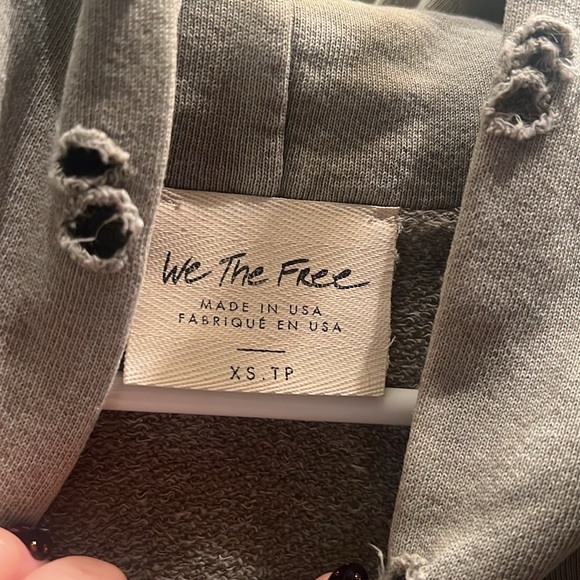 We The Free
MADE IN USA
FABRIQUÉ EN USA
XS.TP